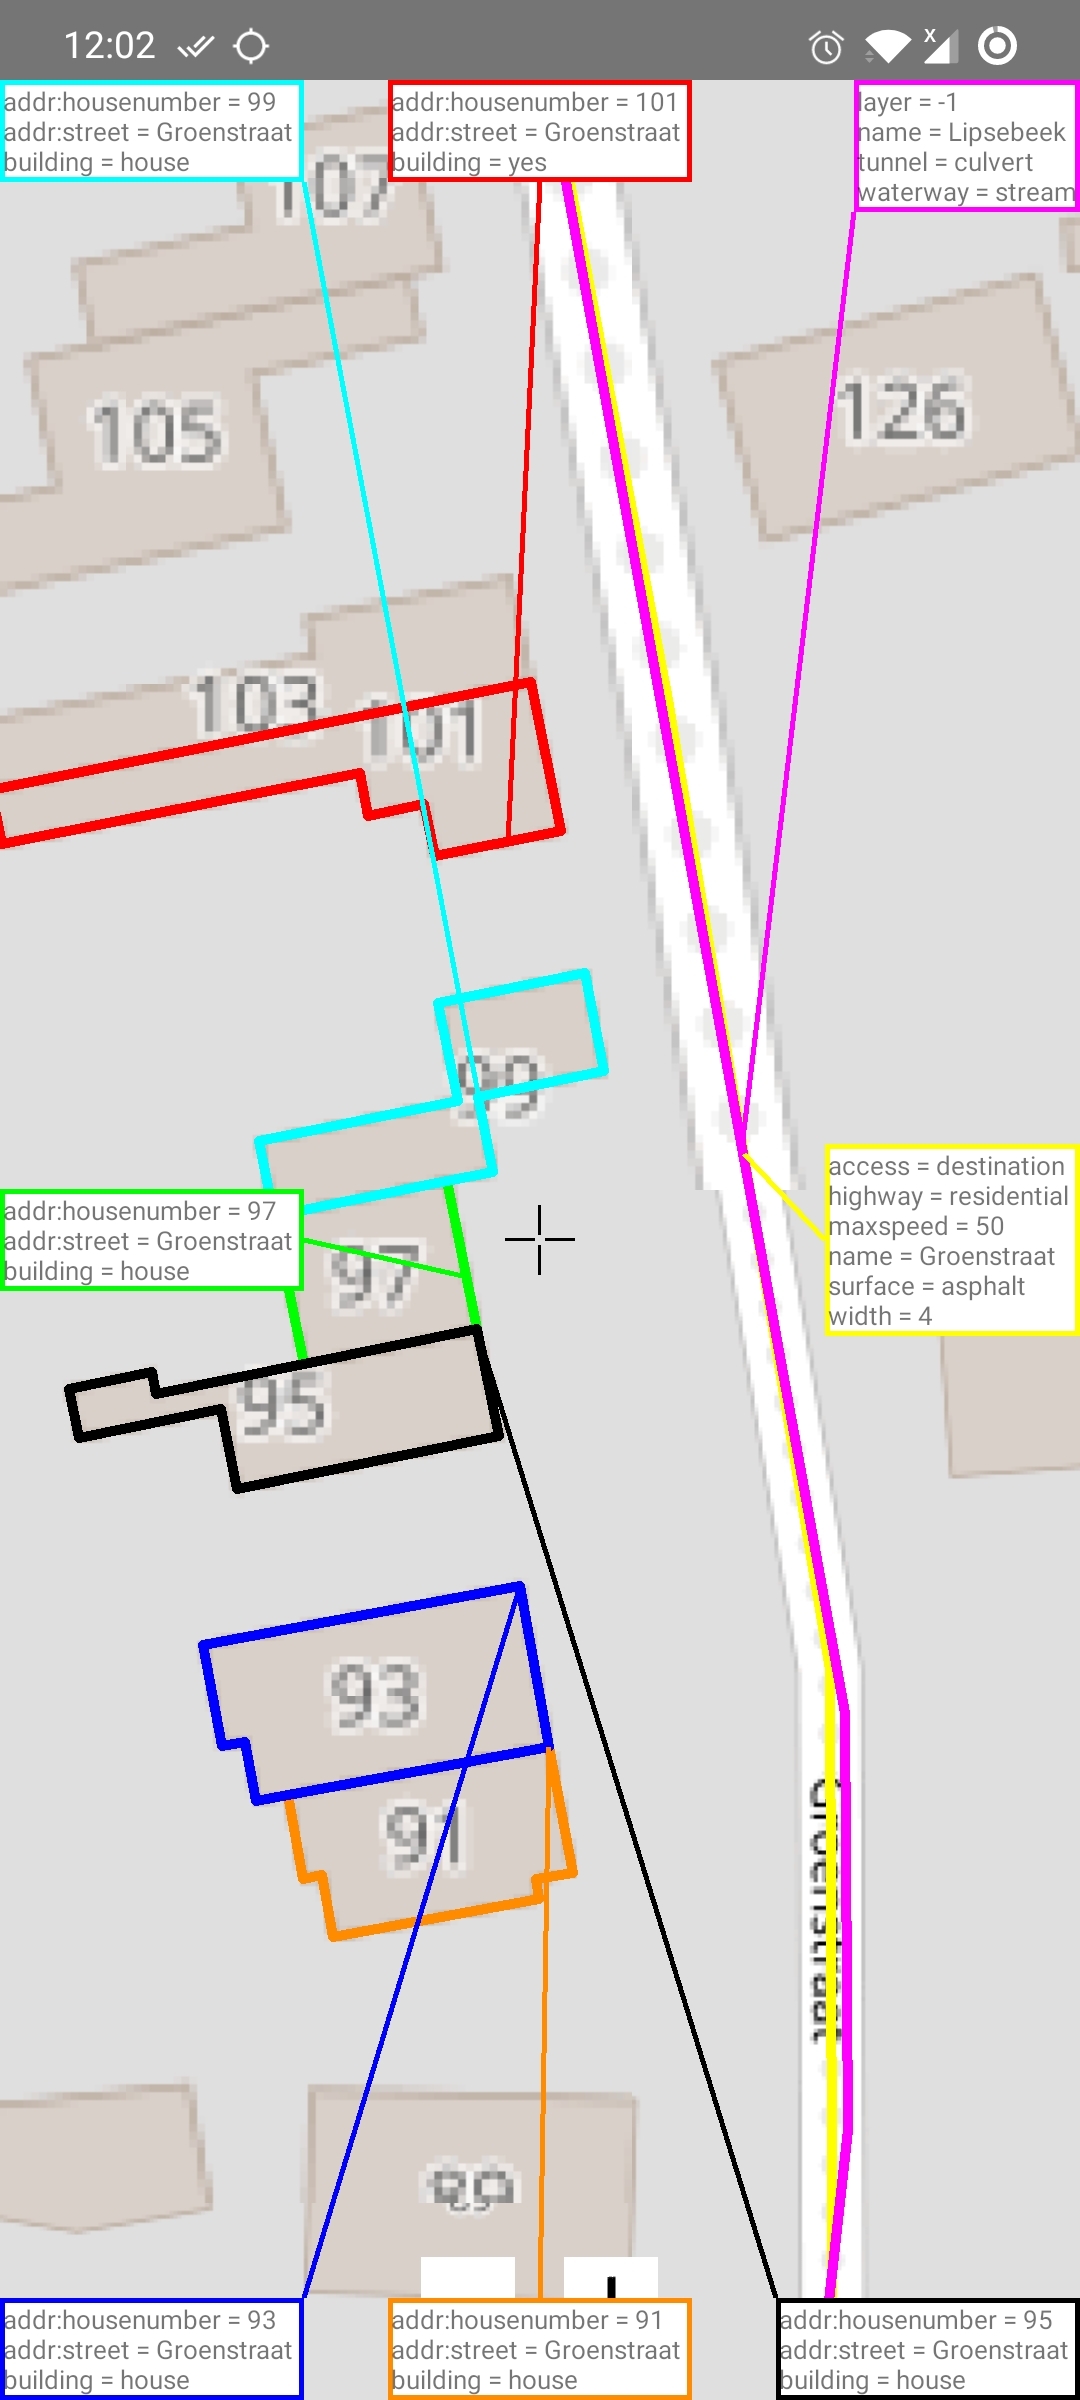 12:02
x
addr:housenumber = 99
addr:street = Groenstraat
building = house
addr:housenumber = 101
addr:street = Groenstraat
building = yes
layer = -1
name = Lipsebeek
tunnel = culvert
waterway = stream
107
105
126
103
101
99
access = destination
highway = residential
maxspeed = 50
name = Groenstraat
surface = asphalt
width = 4
addr:housenumber = 97
addr:street = Groenstraat
building = house
97
95
93
91
Groenstraat
89
addr:housenumber = 93
addr:street = Groenstraat
building = house
addr:housenumber = 91
addr:street = Groenstraat
building = house
addr:housenumber = 95
addr:street = Groenstraat
building = house